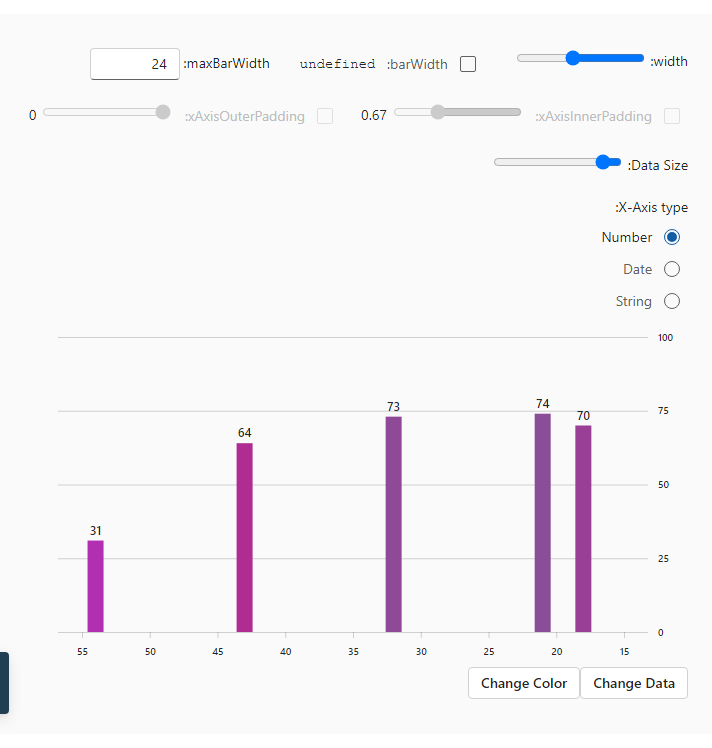 :width
:barWidth undefined
:maxBarWidth 24
:xAxisInnerPadding 0.67
:xAxisOuterPadding 0
:Data Size
:X-Axis type
Number
Date
String
100
75
50
25
0
74
73
70
64
31
55 50 45 40 35 30 25 20 15
Change Color Change Data